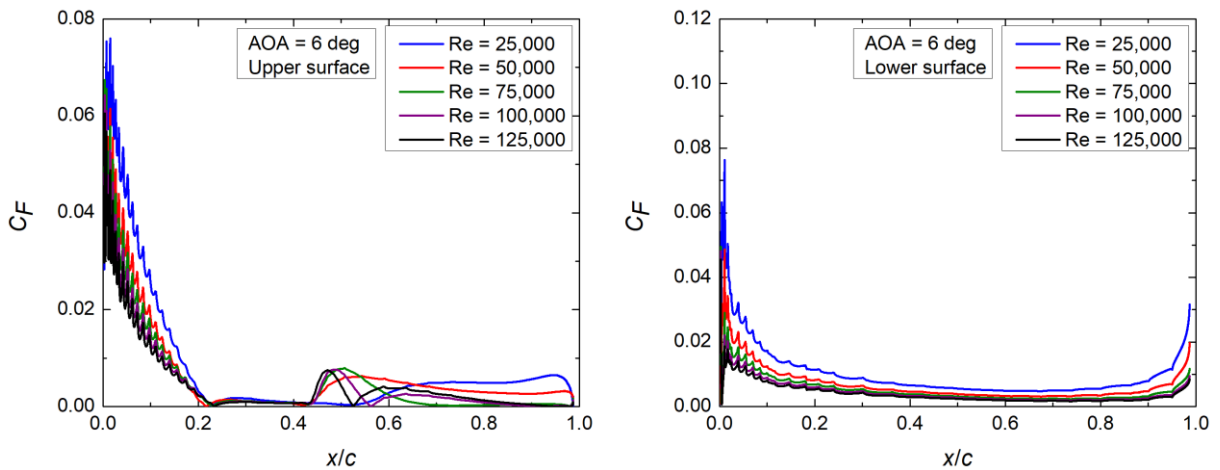 0.08
0.06
0.04
0.02
0.00
C_F
AOA = 6 deg
Upper surface
Re = 25,000
Re = 50,000
Re = 75,000
Re = 100,000
Re = 125,000
0.0 0.2 0.4 0.6 0.8 1.0
x/c
0.12
0.10
0.08
0.06
0.04
0.02
0.00
C_F
AOA = 6 deg
Lower surface
Re = 25,000
Re = 50,000
Re = 75,000
Re = 100,000
Re = 125,000
0.0 0.2 0.4 0.6 0.8 1.0
x/c